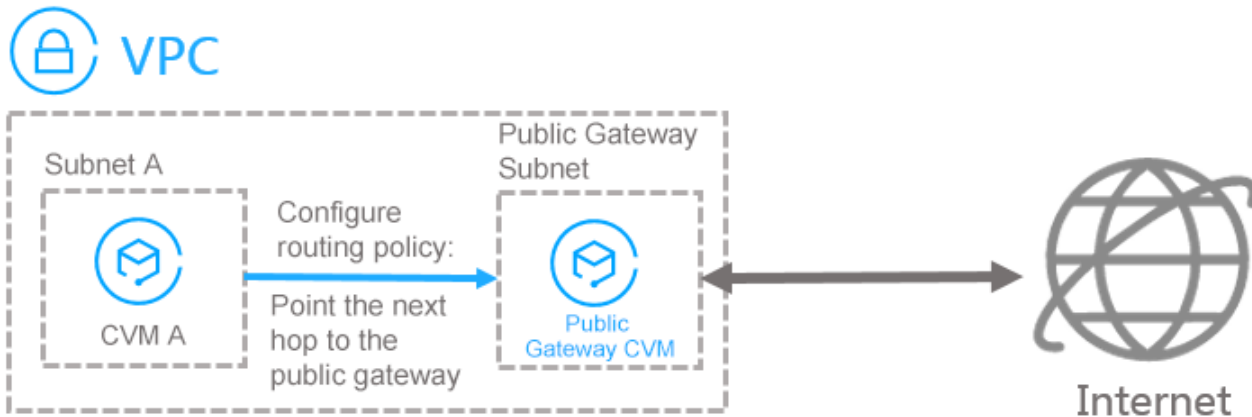 VPC
Subnet A
CVM A
Configure
routing policy:
Point the next
hop to the
public gateway
Public Gateway
Subnet
Public
Gateway CVM
Internet